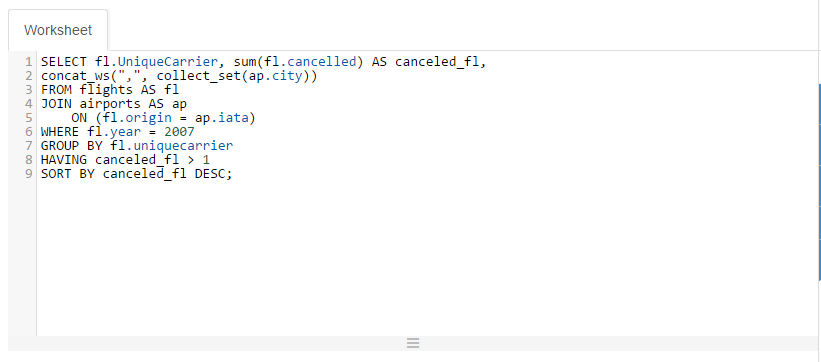 Worksheet
1 SELECT fl.UniqueCarrier, sum(fl.cancelled) AS canceled_fl,
2 concat_ws(",", collect_set(ap.city))
3 FROM flights AS fl
4 JOIN airports AS ap
5     ON (fl.origin = ap.iata)
6 WHERE fl.year = 2007
7 GROUP BY fl.uniquecarrier
8 HAVING canceled_fl > 1
9 SORT BY canceled_fl DESC;